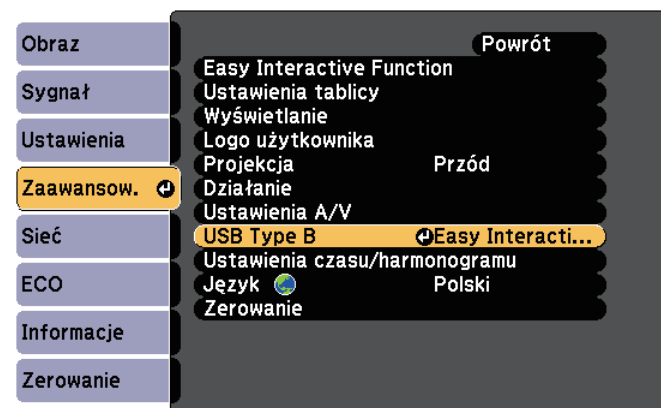 Obraz
Sygnał
Ustawienia
Zaawansow.
Sieć
ECO
Informacje
Zerowanie
Powrót
Easy Interactive Function
Ustawienia tablicy
Wyświetlanie
Logo użytkownika
Projekcja Przód
Działanie
Ustawienia A/V
USB Type B Easy Interacti...
Ustawienia czasu/harmonogramu
Język Polski
Zerowanie